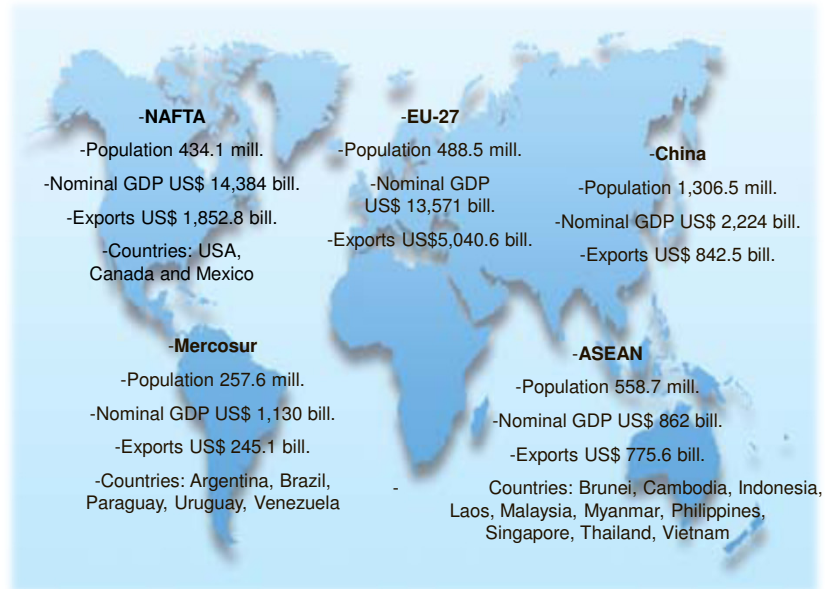 -NAFTA
-Population 434.1 mill.
-Nominal GDP US$ 14,384 bill.
-Exports US$ 1,852.8 bill.
-Countries: USA,
Canada and Mexico
-EU-27
-Population 488.5 mill.
-Nominal GDP
US$ 13,571 bill.
-Exports US$5,040.6 bill.
-China
-Population 1,306.5 mill.
-Nominal GDP US$ 2,224 bill.
-Exports US$ 842.5 bill.
-Mercosur
-Population 257.6 mill.
-Nominal GDP US$ 1,130 bill.
-Exports US$ 245.1 bill.
-Countries: Argentina, Brazil,
Paraguay, Uruguay, Venezuela
-ASEAN
-Population 558.7 mill.
-Nominal GDP US$ 862 bill.
-Exports US$ 775.6 bill.
- Countries: Brunei, Cambodia, Indonesia,
Laos, Malaysia, Myanmar, Philippines,
Singapore, Thailand, Vietnam